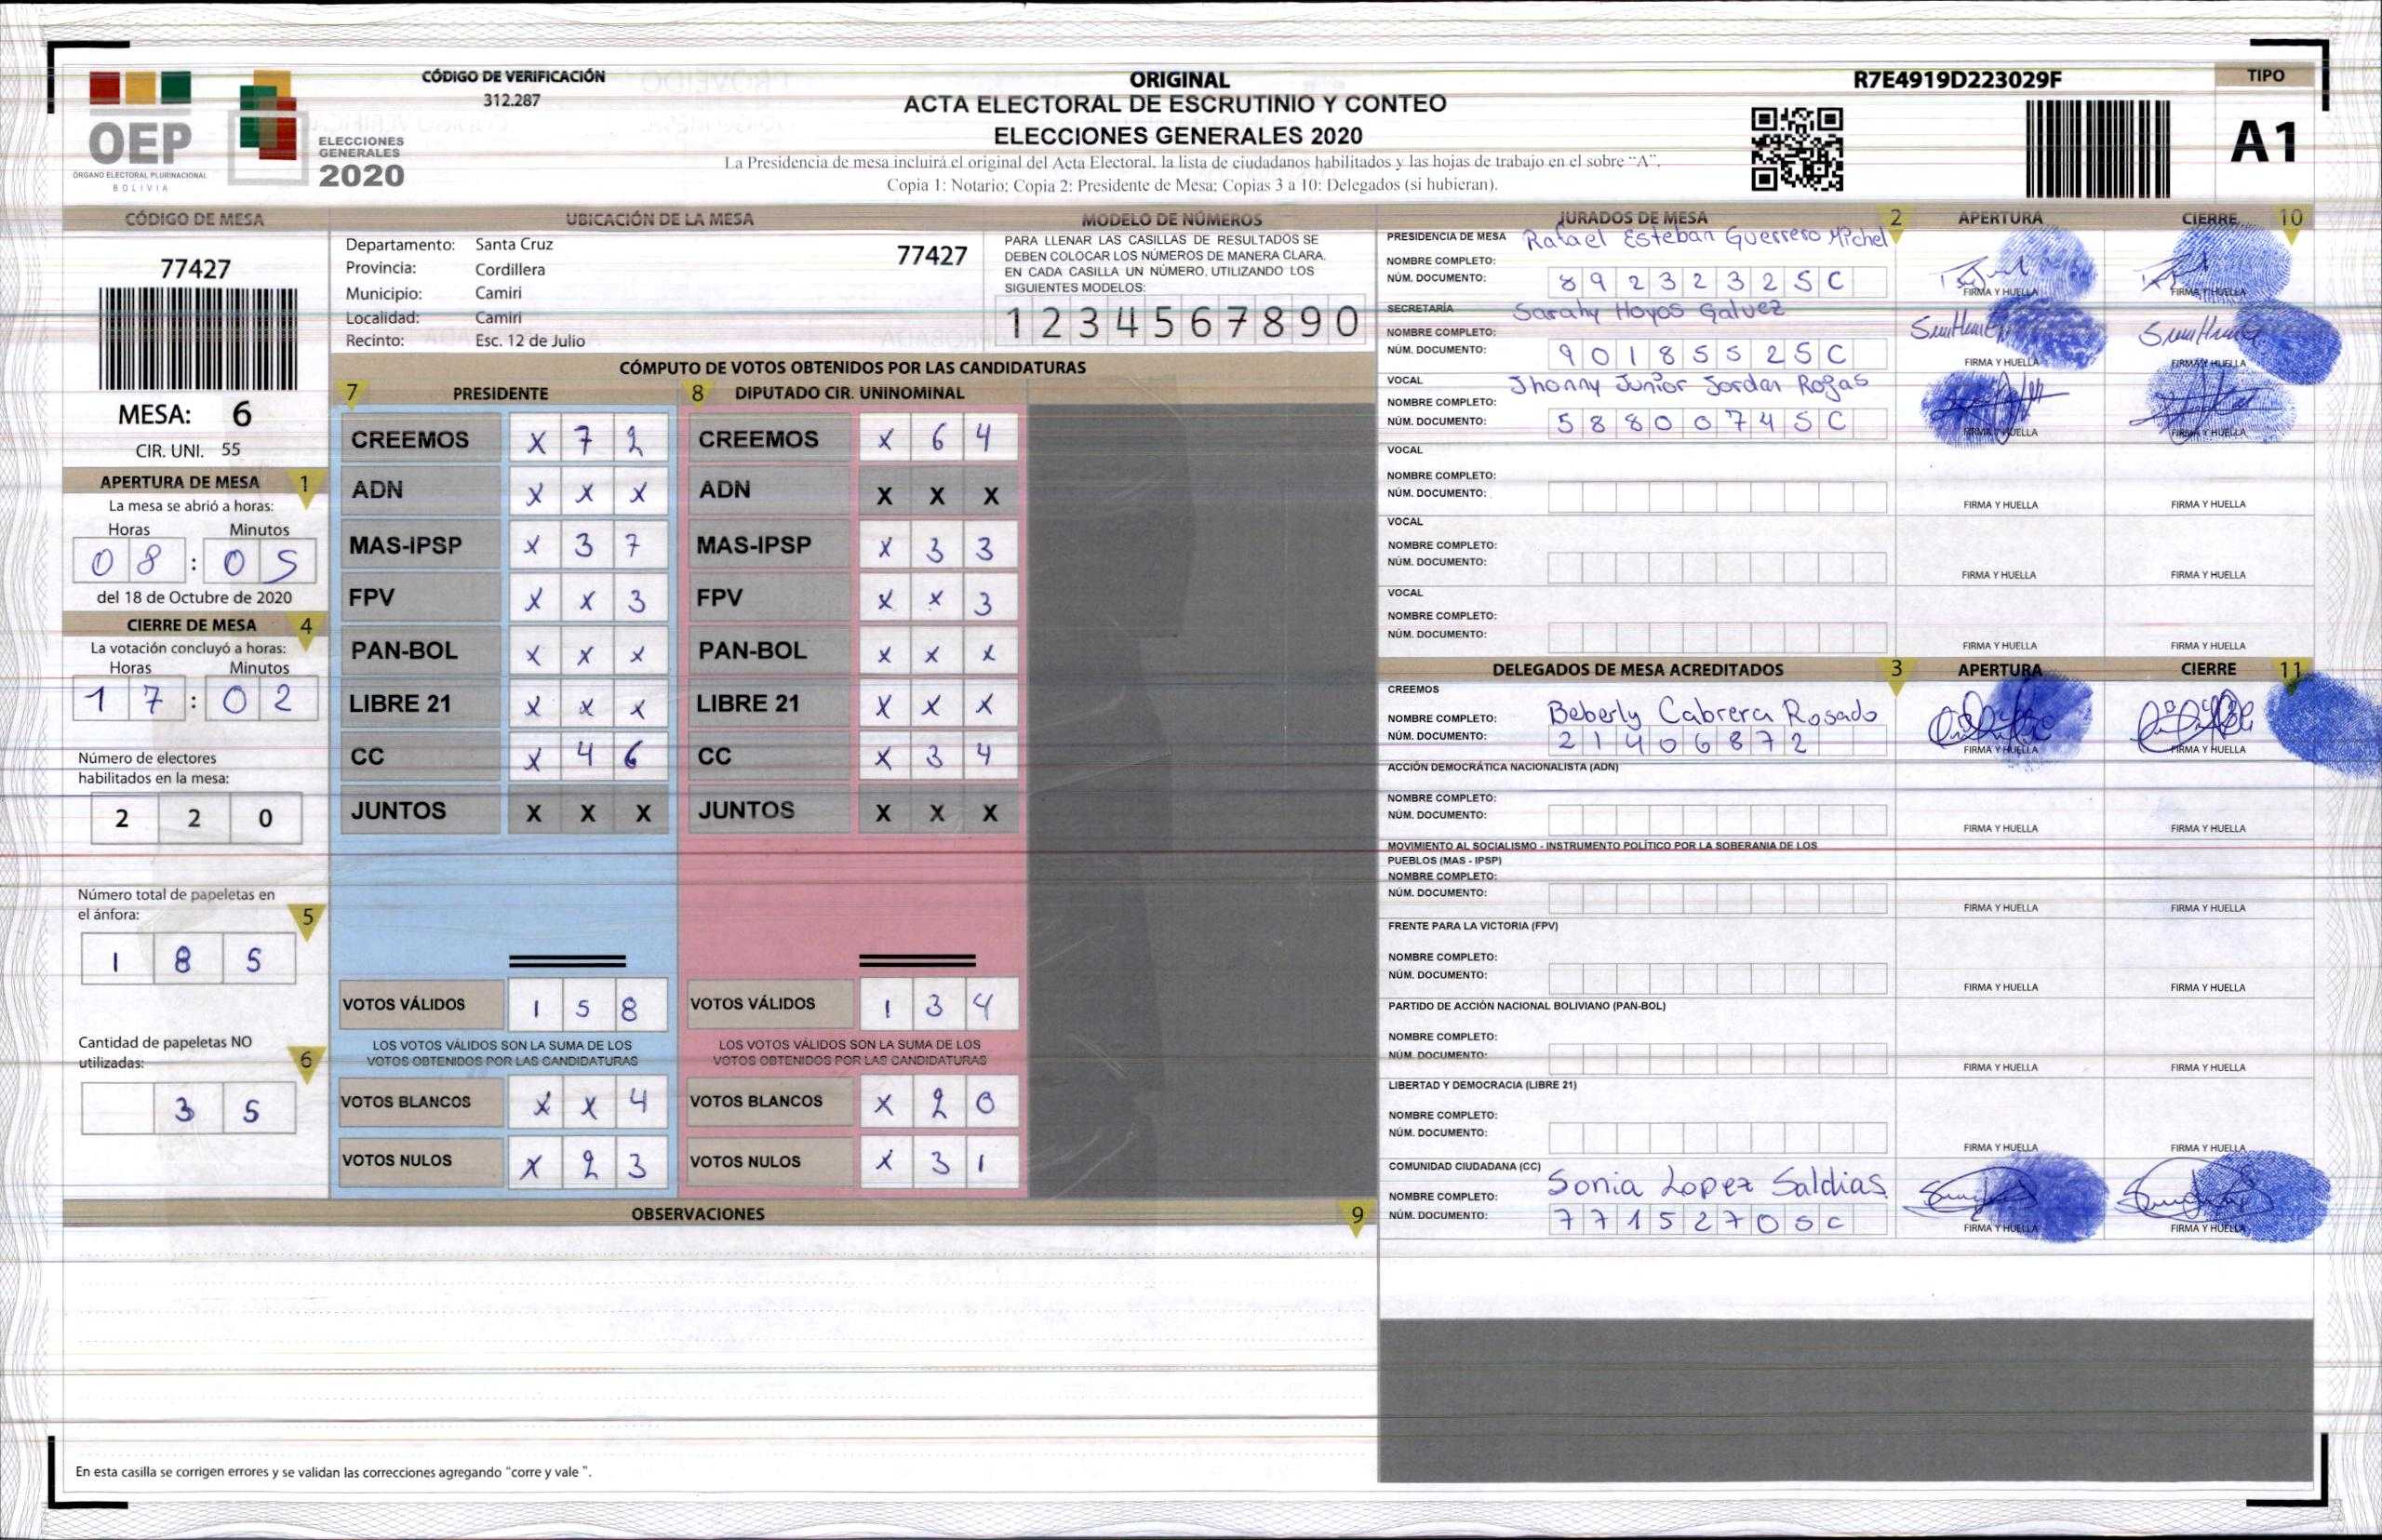 CÓDIGO DE VERIFICACIÓN
312.287
ORIGINAL
ACTA ELECTORAL DE ESCRUTINIO Y CONTEO
ELECCIONES GENERALES 2020
La Presidencia de mesa incluirá el original del Acta Electoral, la lista de ciudadanos habilitados y las hojas de trabajo en el sobre "A".
Copia 1: Notario; Copia 2: Presidente de Mesa; Copias 3 a 10: Delegados (si hubieran).
R7E4919D223029F
TIPO
A1
OEP
ÓRGANO ELECTORAL PLURINACIONAL
BOLIVIA
ELECCIONES
GENERALES
2020
CÓDIGO DE MESA
77427
MESA: 6
CIR. UNI. 55
APERTURA DE MESA 1
La mesa se abrió a horas:
Horas Minutos
08 : 05
del 18 de Octubre de 2020
CIERRE DE MESA 4
La votación concluyó a horas:
Horas Minutos
17 : 02
Número de electores
habilitados en la mesa:
2 2 0
Número total de papeletas en
el ánfora: 5
1 8 5
Cantidad de papeletas NO
utilizadas: 6
3 5
UBICACIÓN DE LA MESA
Departamento: Santa Cruz 77427
Provincia: Cordillera
Municipio: Camiri
Localidad: Camiri
Recinto: Esc. 12 de Julio
MODELO DE NÚMEROS
PARA LLENAR LAS CASILLAS DE RESULTADOS SE
DEBEN COLOCAR LOS NÚMEROS DE MANERA CLARA,
EN CADA CASILLA UN NÚMERO, UTILIZANDO LOS
SIGUIENTES MODELOS:
1 2 3 4 5 6 7 8 9 0
CÓMPUTO DE VOTOS OBTENIDOS POR LAS CANDIDATURAS
7 PRESIDENTE 8 DIPUTADO CIR. UNINOMINAL
CREEMOS X 7 2 CREEMOS X 6 4
ADN X X X ADN X X X
MAS-IPSP X 3 7 MAS-IPSP X 3 3
FPV X X 3 FPV X X 3
PAN-BOL X X X PAN-BOL X X X
LIBRE 21 X X X LIBRE 21 X X X
CC X 4 6 CC X 3 4
JUNTOS X X X JUNTOS X X X
VOTOS VÁLIDOS 1 5 8 VOTOS VÁLIDOS 1 3 4
LOS VOTOS VÁLIDOS SON LA SUMA DE LOS LOS VOTOS VÁLIDOS SON LA SUMA DE LOS
VOTOS OBTENIDOS POR LAS CANDIDATURAS VOTOS OBTENIDOS POR LAS CANDIDATURAS
VOTOS BLANCOS X X 4 VOTOS BLANCOS X 2 0
VOTOS NULOS X 2 3 VOTOS NULOS X 3 1
OBSERVACIONES 9
En esta casilla se corrigen errores y se validan las correcciones agregando "corre y vale ".
JURADOS DE MESA 2 APERTURA CIERRE 10
PRESIDENCIA DE MESA Rafael Esteban Guerrero Michel
NOMBRE COMPLETO:
NÚM. DOCUMENTO: 8 9 2 3 2 3 2 S C
FIRMA Y HUELLA FIRMA Y HUELLA
SECRETARÍA Sarahy Hoyos Galvez
NOMBRE COMPLETO:
NÚM. DOCUMENTO: 9 0 1 8 5 5 2 S C
FIRMA Y HUELLA FIRMA Y HUELLA
VOCAL Jhonny Junior Jordan Rojas
NOMBRE COMPLETO:
NÚM. DOCUMENTO: 5 8 8 0 0 7 4 S C
FIRMA Y HUELLA FIRMA Y HUELLA
VOCAL
NOMBRE COMPLETO:
NÚM. DOCUMENTO:
FIRMA Y HUELLA FIRMA Y HUELLA
VOCAL
NOMBRE COMPLETO:
NÚM. DOCUMENTO:
FIRMA Y HUELLA FIRMA Y HUELLA
VOCAL
NOMBRE COMPLETO:
NÚM. DOCUMENTO:
FIRMA Y HUELLA FIRMA Y HUELLA
DELEGADOS DE MESA ACREDITADOS 3 APERTURA CIERRE 11
CREEMOS
NOMBRE COMPLETO: Beberly Cabrera Rosado
NÚM. DOCUMENTO: 2 1 4 0 6 8 7 2
FIRMA Y HUELLA FIRMA Y HUELLA
ACCIÓN DEMOCRÁTICA NACIONALISTA (ADN)
NOMBRE COMPLETO:
NÚM. DOCUMENTO:
FIRMA Y HUELLA FIRMA Y HUELLA
MOVIMIENTO AL SOCIALISMO - INSTRUMENTO POLÍTICO POR LA SOBERANIA DE LOS
PUEBLOS (MAS - IPSP)
NOMBRE COMPLETO:
NÚM. DOCUMENTO:
FIRMA Y HUELLA FIRMA Y HUELLA
FRENTE PARA LA VICTORIA (FPV)
NOMBRE COMPLETO:
NÚM. DOCUMENTO:
FIRMA Y HUELLA FIRMA Y HUELLA
PARTIDO DE ACCIÓN NACIONAL BOLIVIANO (PAN-BOL)
NOMBRE COMPLETO:
NÚM. DOCUMENTO:
FIRMA Y HUELLA FIRMA Y HUELLA
LIBERTAD Y DEMOCRACIA (LIBRE 21)
NOMBRE COMPLETO:
NÚM. DOCUMENTO:
FIRMA Y HUELLA FIRMA Y HUELLA
COMUNIDAD CIUDADANA (CC)
NOMBRE COMPLETO: Sonia Lopez Saldias
NÚM. DOCUMENTO: 7 7 1 5 2 7 0 S C
FIRMA Y HUELLA FIRMA Y HUELLA